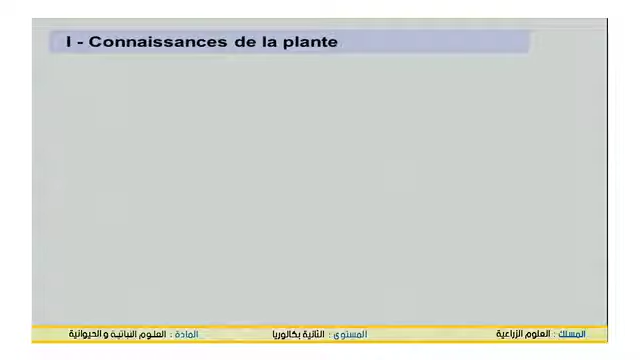 I - Connaissances de la plante
المسلك : العلوم الزراعية المستوى : الثانية بكالوريا المادة : العلوم النباتية و الحيوانية